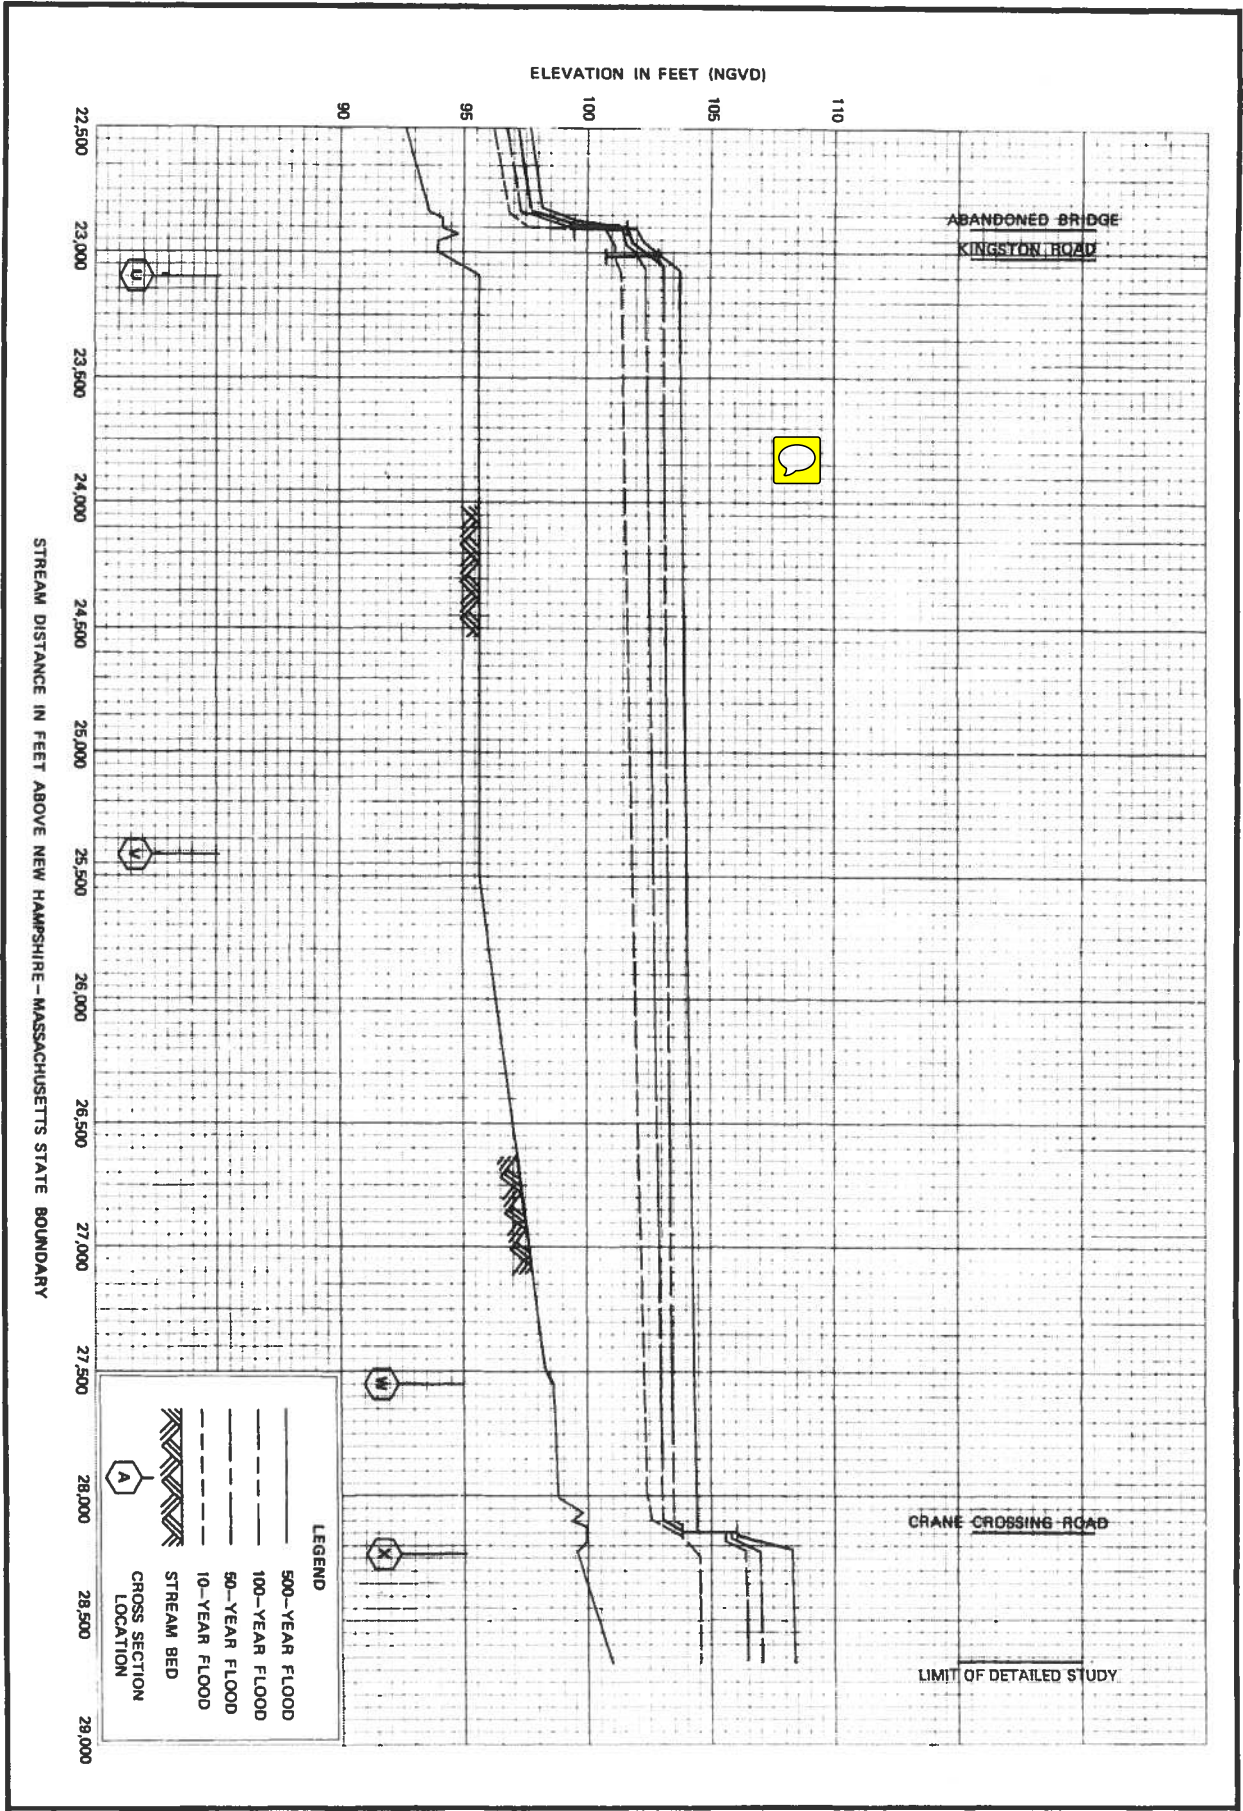 ELEVATION IN FEET (NGVD)
90
95
100
105
110
ABANDONED BRIDGE
KINGSTON ROAD
CRANE CROSSING ROAD
LIMIT OF DETAILED STUDY
22,500
23,000
23,500
24,000
24,500
25,000
25,500
26,000
26,500
27,000
27,500
28,000
28,500
29,000
STREAM DISTANCE IN FEET ABOVE NEW HAMPSHIRE–MASSACHUSETTS STATE BOUNDARY
U
V
W
X
LEGEND
500–YEAR FLOOD
100–YEAR FLOOD
50–YEAR FLOOD
10–YEAR FLOOD
STREAM BED
A
CROSS SECTION
LOCATION